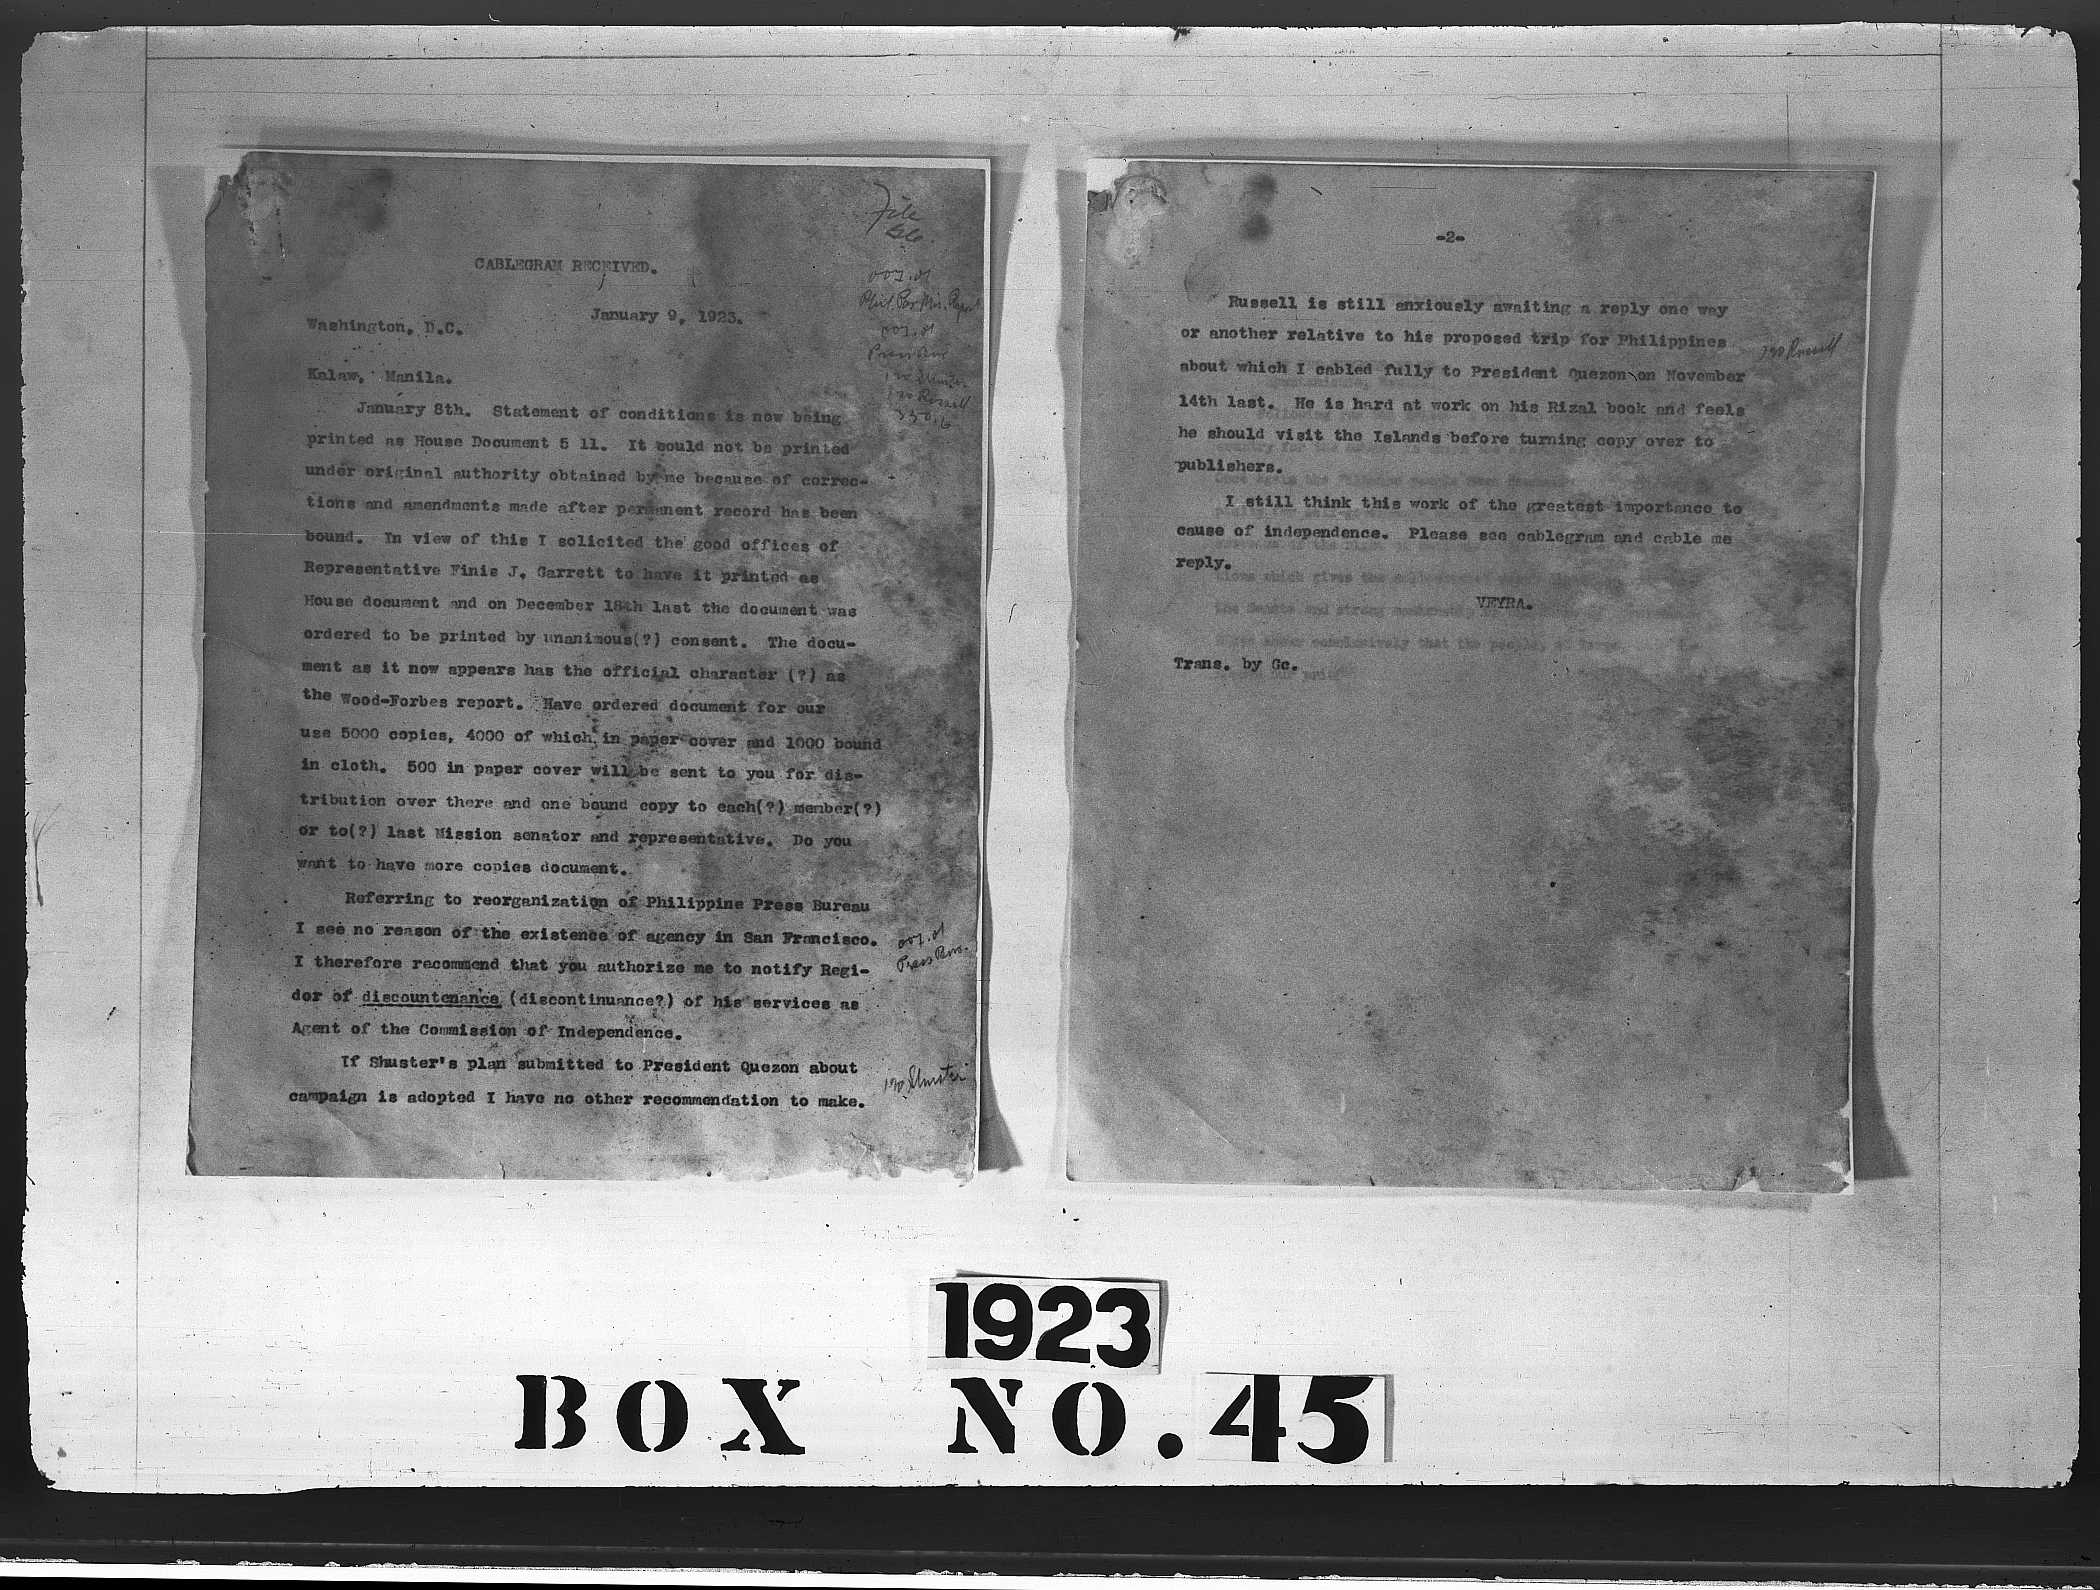 File
CABLEGRAM RECEIVED.
January 9, 1923.
Washington, D.C.
Kalaw, Manila.
January 8th. Statement of conditions is now being
printed as House Document 5 11. It could not be printed
under original authority obtained by me because of correc-
tions and amendments made after permanent record has been
bound. In view of this I solicited the good offices of
Representative Finis J. Garrett to have it printed as
House document and on December 18th last the document was
ordered to be printed by unanimous(?) consent. The docu-
ment as it now appears has the official character (?) as
the Wood-Forbes report. Have ordered document for our
use 5000 copies, 4000 of which in paper cover and 1000 bound
in cloth. 500 in paper cover will be sent to you for dis-
tribution over there and one bound copy to each(?) member(?)
or to(?) last Mission senator and representative. Do you
want to have more copies document.
Referring to reorganization of Philippine Press Bureau
I see no reason of the existence of agency in San Francisco.
I therefore recommend that you authorize me to notify Regi-
dor of discountenance (discontinuance?) of his services as
Agent of the Commission of Independence.
If Shuster's plan submitted to President Quezon about
campaign is adopted I have no other recommendation to make.
007.01
Press Bur.
170 Shuster
-2-
Russell is still anxiously awaiting a reply one way
or another relative to his proposed trip for Philippines
about which I cabled fully to President Quezon on November
14th last. He is hard at work on his Rizal book and feels
he should visit the Islands before turning copy over to
publishers.
I still think this work of the greatest importance to
cause of independence. Please see cablegram and cable me
reply.
VEYRA.
Trans. by Gc.
190 Russell
1923
BOX NO. 45